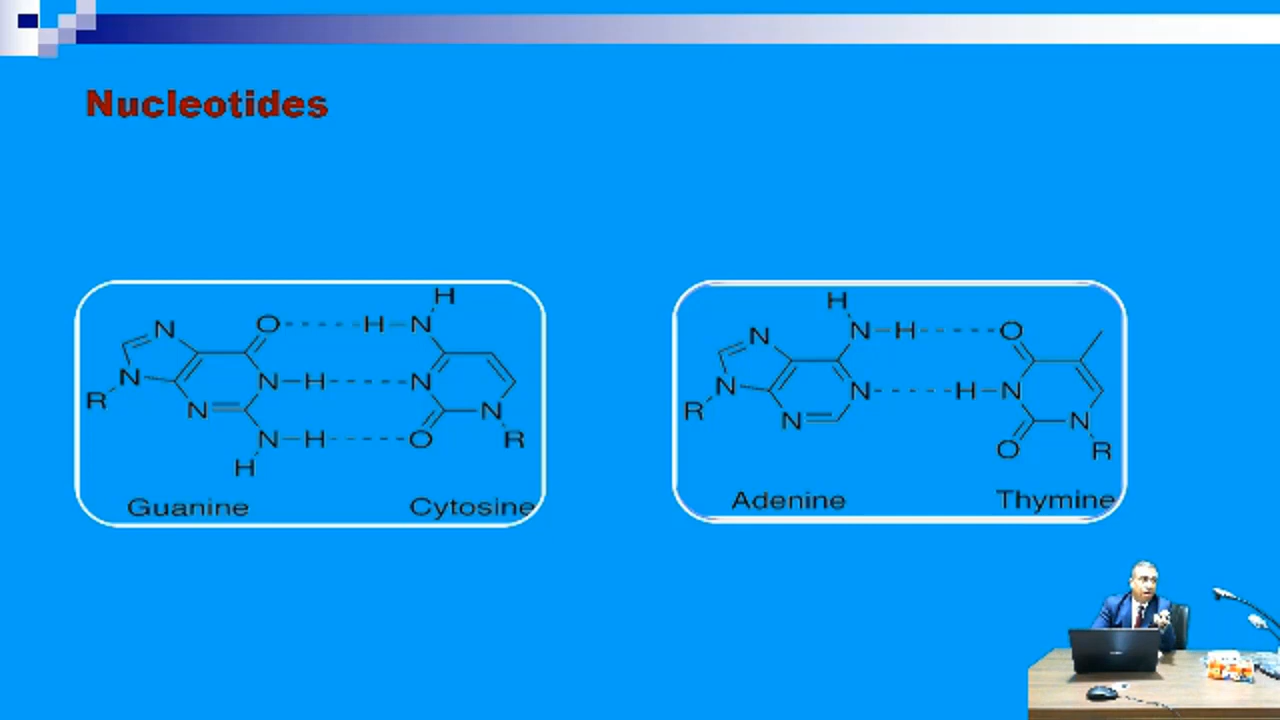 Nucleotides
H
O H N
N
N N H N
R
N N
N H O R
H
Guanine Cytosine
H
N H O
N
N N H N
R
N N
O R
Adenine Thymine